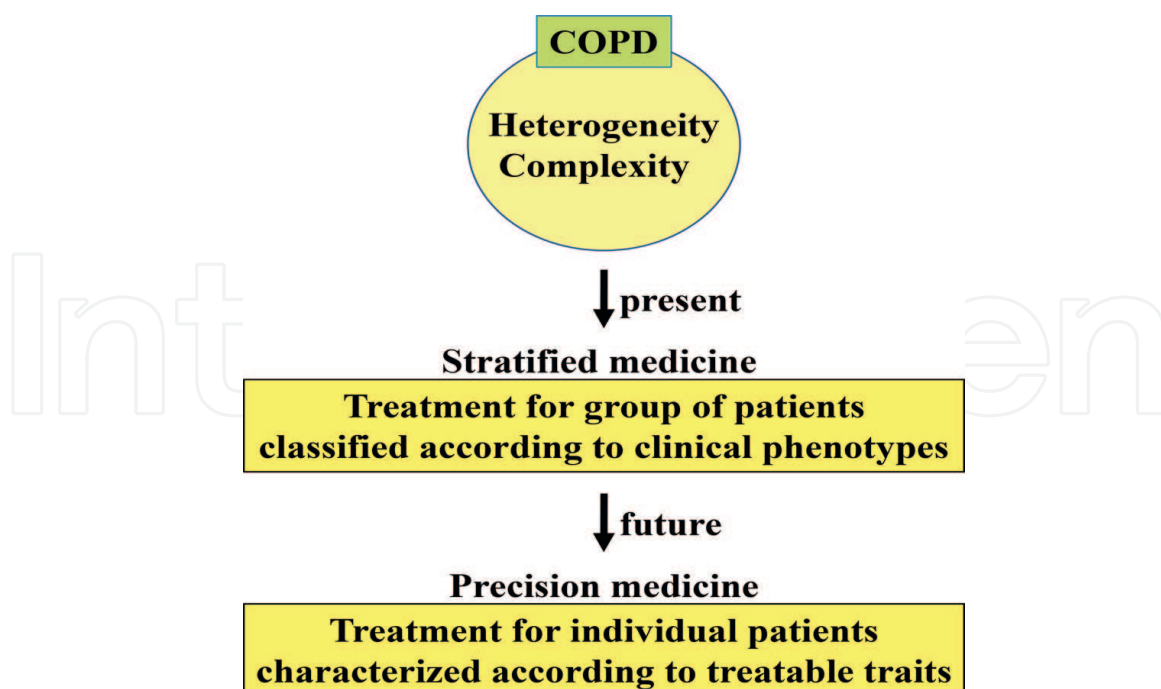 COPD
Heterogeneity
Complexity
present
Stratified medicine
Treatment for group of patients
classified according to clinical phenotypes
future
Precision medicine
Treatment for individual patients
characterized according to treatable traits